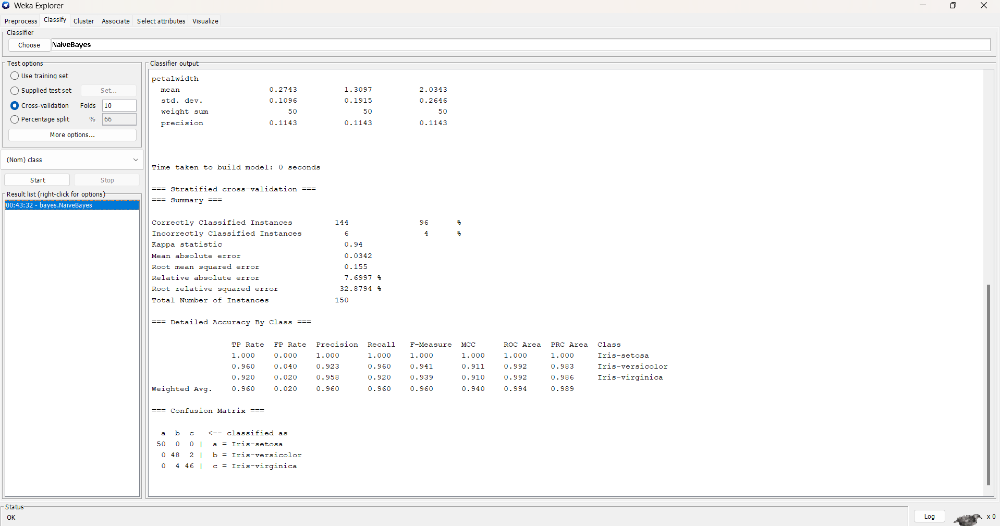 Weka Explorer
Preprocess Classify Cluster Associate Select attributes Visualize
Classifier
Choose NaiveBayes
Test options
Use training set
Supplied test set Set...
Cross-validation Folds 10
Percentage split % 66
More options...
(Nom) class
Start Stop
Result list (right-click for options)
00:43:32 - bayes.NaiveBayes
Classifier output
petalwidth
mean 0.2743 1.3097 2.0343
std. dev. 0.1096 0.1915 0.2646
weight sum 50 50 50
precision 0.1143 0.1143 0.1143
Time taken to build model: 0 seconds
=== Stratified cross-validation ===
=== Summary ===
Correctly Classified Instances 144 96 %
Incorrectly Classified Instances 6 4 %
Kappa statistic 0.94
Mean absolute error 0.0342
Root mean squared error 0.155
Relative absolute error 7.6997 %
Root relative squared error 32.8794 %
Total Number of Instances 150
=== Detailed Accuracy By Class ===
TP Rate FP Rate Precision Recall F-Measure MCC ROC Area PRC Area Class
1.000 0.000 1.000 1.000 1.000 1.000 1.000 1.000 Iris-setosa
0.960 0.040 0.923 0.960 0.941 0.911 0.992 0.983 Iris-versicolor
0.920 0.020 0.958 0.920 0.939 0.910 0.992 0.986 Iris-virginica
Weighted Avg. 0.960 0.020 0.960 0.960 0.960 0.940 0.994 0.989
=== Confusion Matrix ===
a b c <-- classified as
50 0 0 | a = Iris-setosa
0 48 2 | b = Iris-versicolor
0 4 46 | c = Iris-virginica
Status
OK
Log x 0